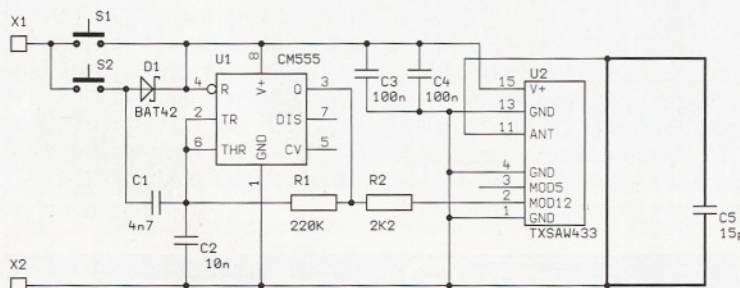 X1
S1
S2
D1
BAT42
U1
CM555
8
4
R
V+
Q
3
2
TR
DIS
7
6
THR
GND
CV
5
1
C3
100n
C4
100n
U2
15
V+
13
GND
11
ANT
4
GND
3
MOD5
2
MOD12
1
GND
TXSAW433
C1
4n7
R1
220K
R2
2K2
C2
10n
C5
15p
X2